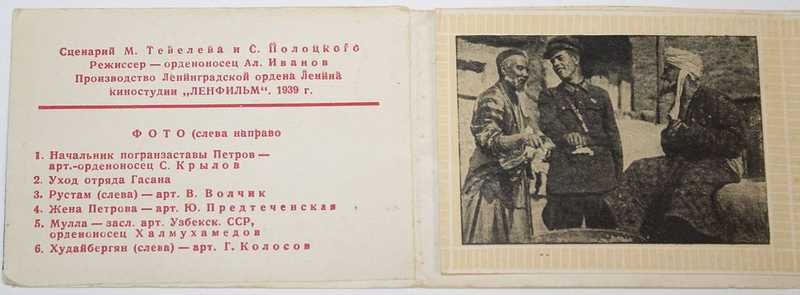 Сценарий М. Тевелева и С. Полоцкого
Режиссер — орденоносец Ал. Иванов
Производство Ленинградской ордена Ленина
киностудии „ЛЕНФИЛЬМ“. 1939 г.
ФОТО (слева направо
1. Начальник погранзаставы Петров —
арт.-орденоносец С. Крылов
2. Уход отряда Гасана
3. Рустам (слева) — арт. В. Волчик
4. Жена Петрова — арт. Ю. Предтеченская
5. Мулла — засл. арт. Узбекск. ССР,
орденоносец Халмухамедов
6. Худайберган (слева) — арт. Г. Колосов